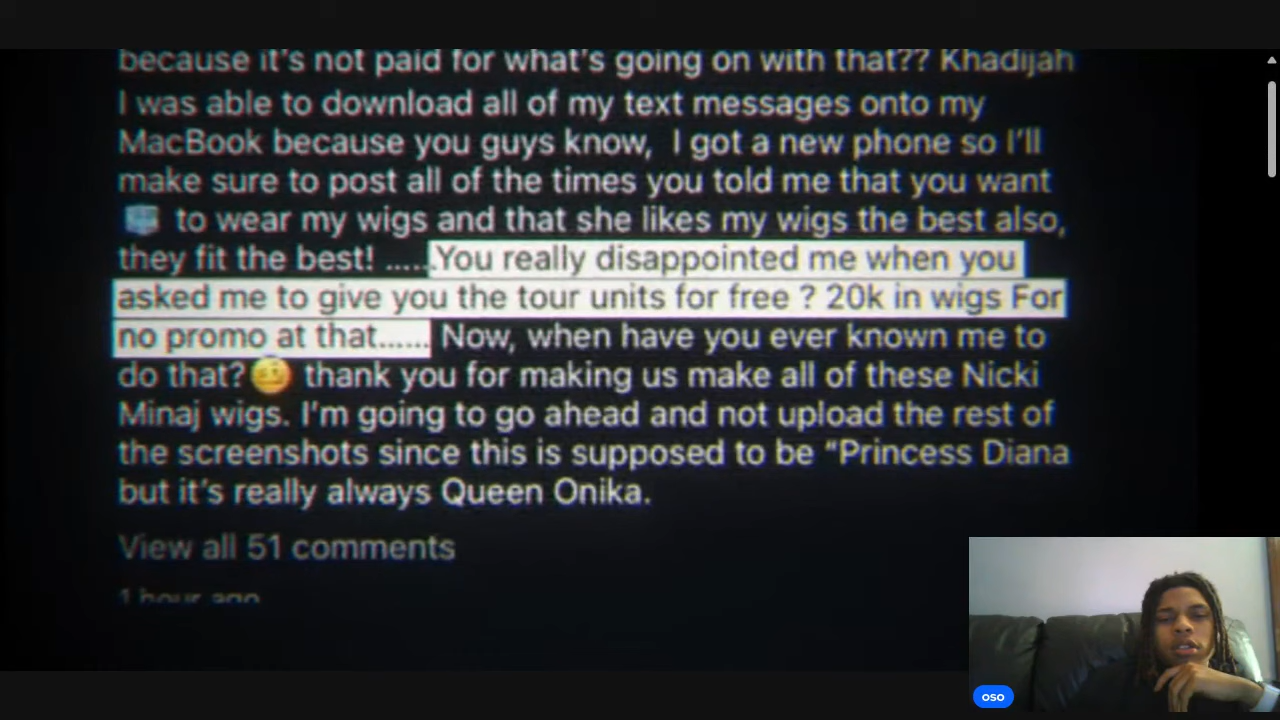 because it's not paid for what's going on with that?? Khadijah
I was able to download all of my text messages onto my
MacBook because you guys know, I got a new phone so I'll
make sure to post all of the times you told me that you want
to wear my wigs and that she likes my wigs the best also,
they fit the best! ......You really disappointed me when you
asked me to give you the tour units for free ? 20k in wigs For
no promo at that...... Now, when have you ever known me to
do that?🥴 thank you for making us make all of these Nicki
Minaj wigs. I'm going to go ahead and not upload the rest of
the screenshots since this is supposed to be "Princess Diana
but it's really always Queen Onika.
View all 51 comments
1 hour ago
oso